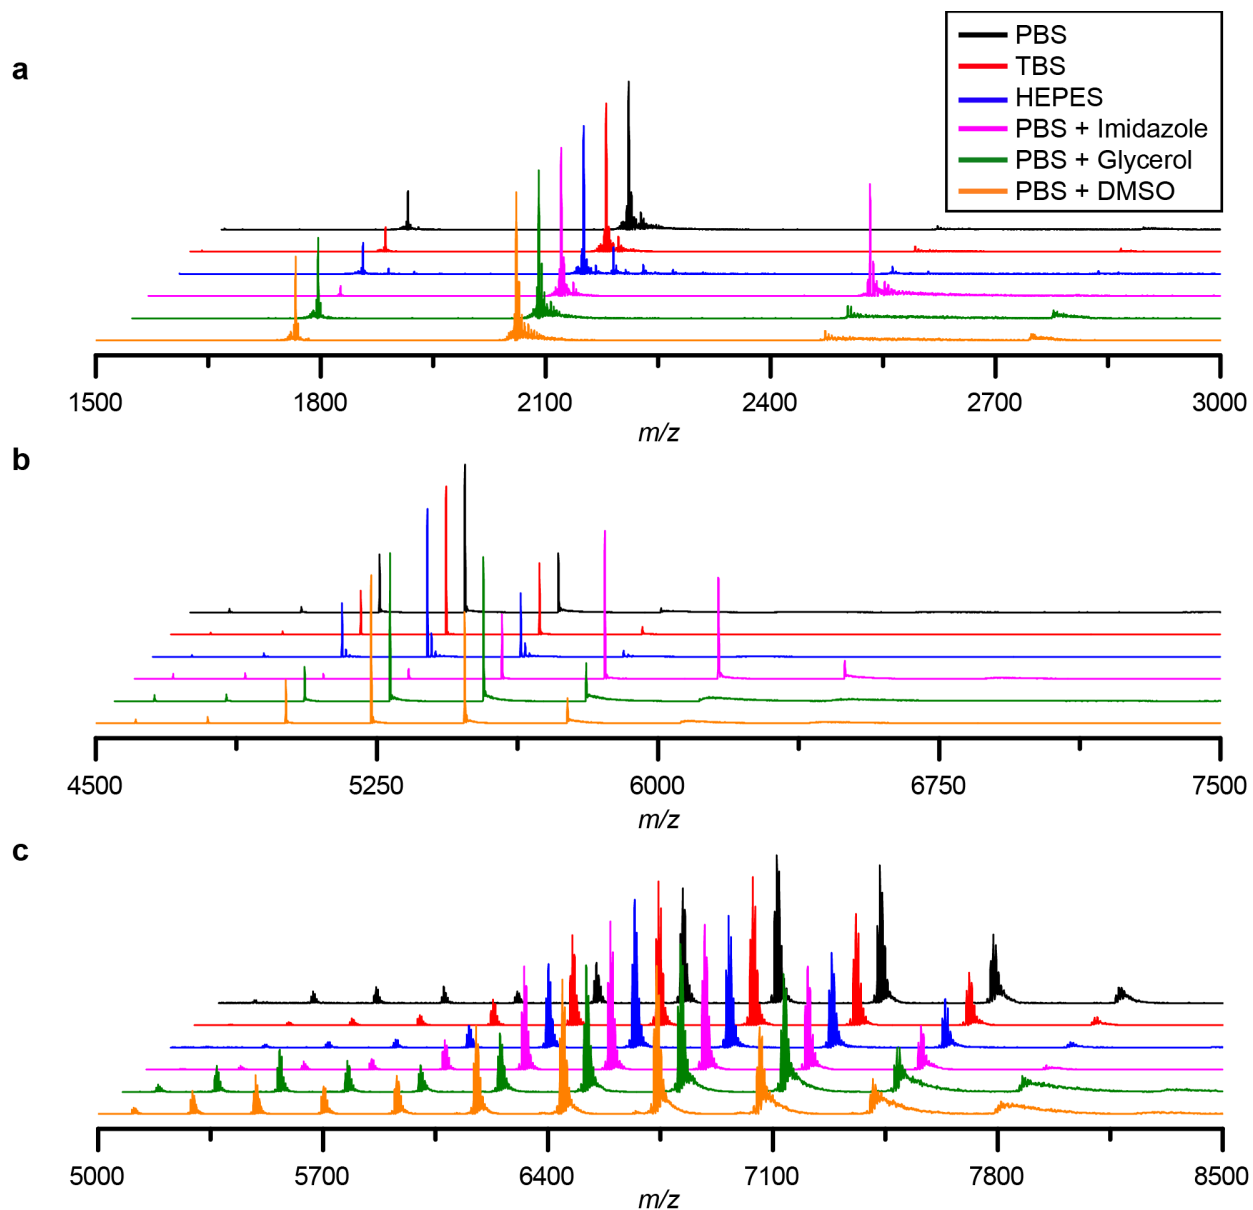 a
PBS
TBS
HEPES
PBS + Imidazole
PBS + Glycerol
PBS + DMSO
1500 1800 2100 2400 2700 3000
m/z
b
4500 5250 6000 6750 7500
m/z
c
5000 5700 6400 7100 7800 8500
m/z